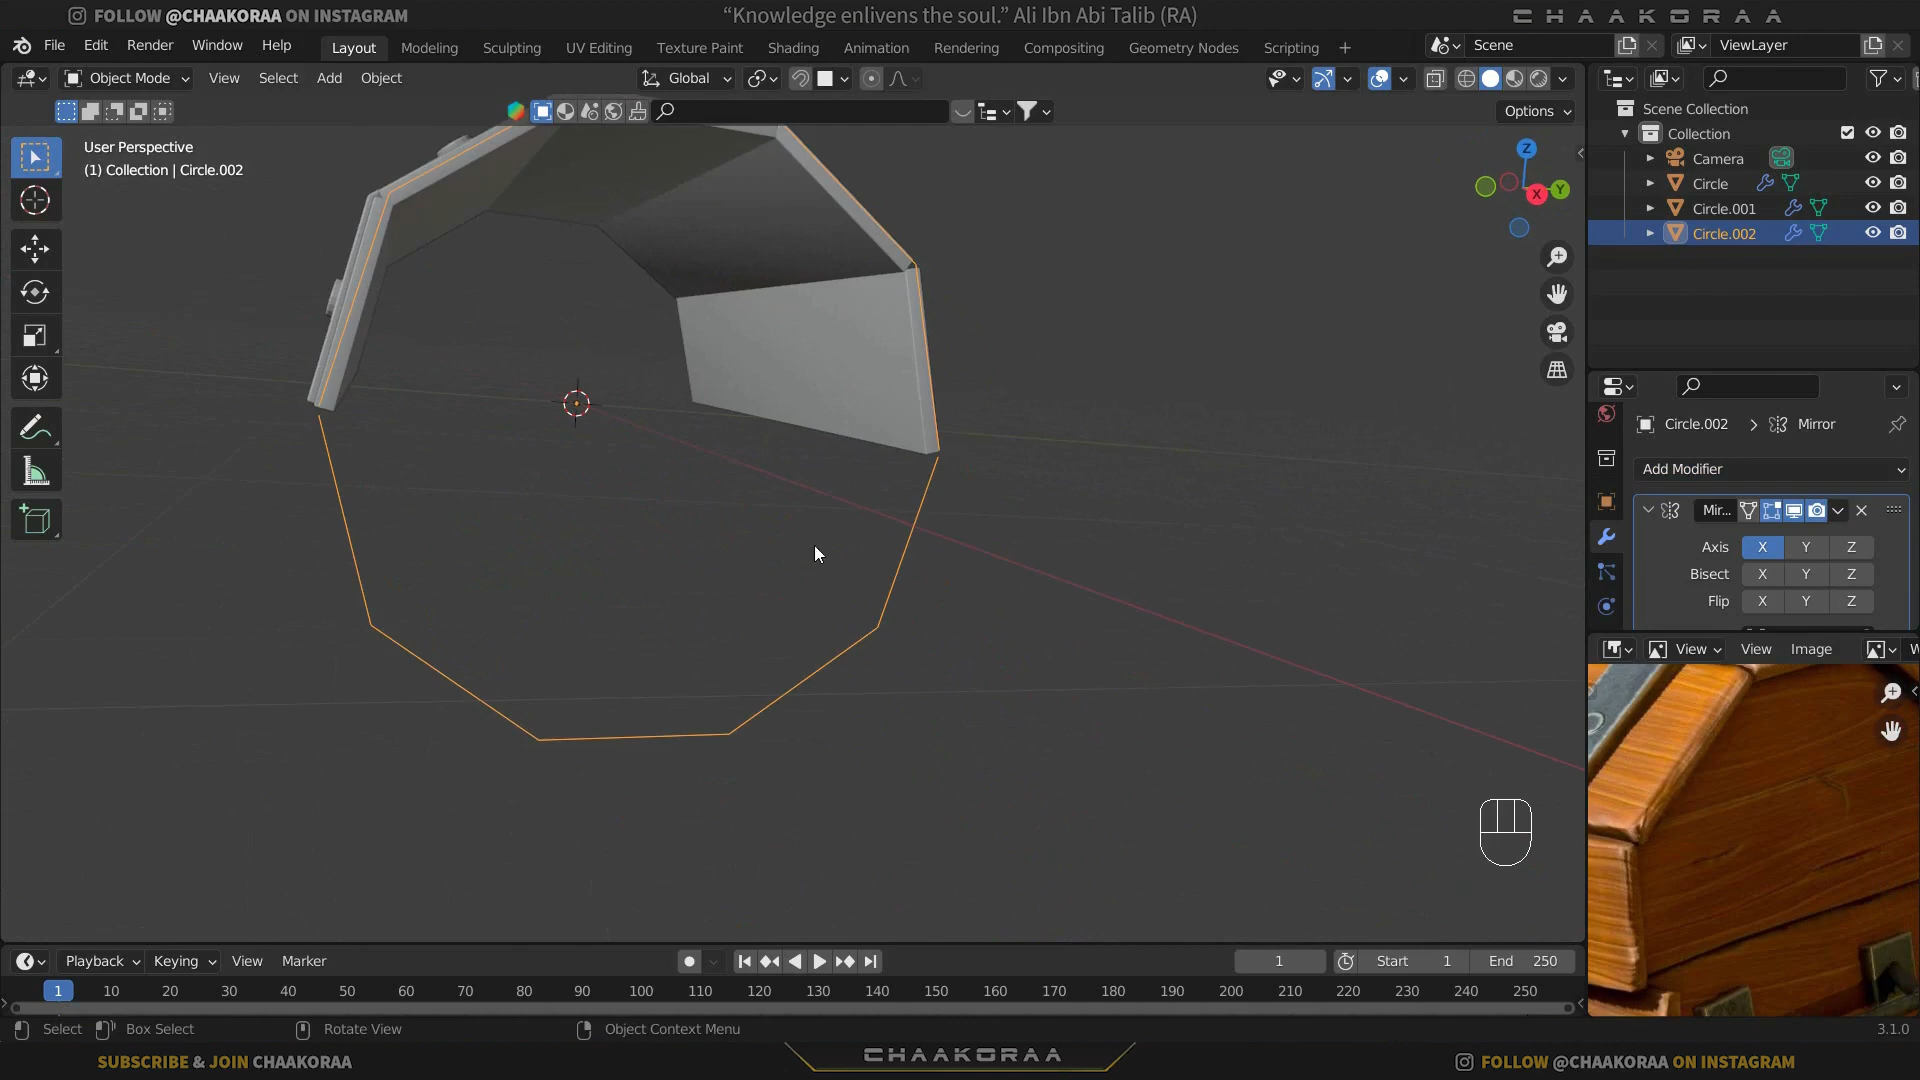 FOLLOW @CHAAKORAA ON INSTAGRAM
“Knowledge enlivens the soul.” Ali Ibn Abi Talib (RA)
CHAAKORAA
File Edit Render Window Help
Layout Modeling Sculpting UV Editing Texture Paint Shading Animation Rendering Compositing Geometry Nodes Scripting +
Scene
ViewLayer
Object Mode View Select Add Object
Global
Options
User Perspective
(1) Collection | Circle.002
Z
Y
X
Scene Collection
Collection
Camera
Circle
Circle.001
Circle.002
Circle.002 > Mirror
Add Modifier
Mir...
Axis X Y Z
Bisect X Y Z
Flip X Y Z
View View Image
Playback Keying View Marker
1
Start 1
End 250
1 10 20 30 40 50 60 70 80 90 100 110 120 130 140 150 160 170 180 190 200 210 220 230 240 250
Select Box Select Rotate View Object Context Menu
3.1.0
SUBSCRIBE & JOIN CHAAKORAA
CHAAKORAA
FOLLOW @CHAAKORAA ON INSTAGRAM